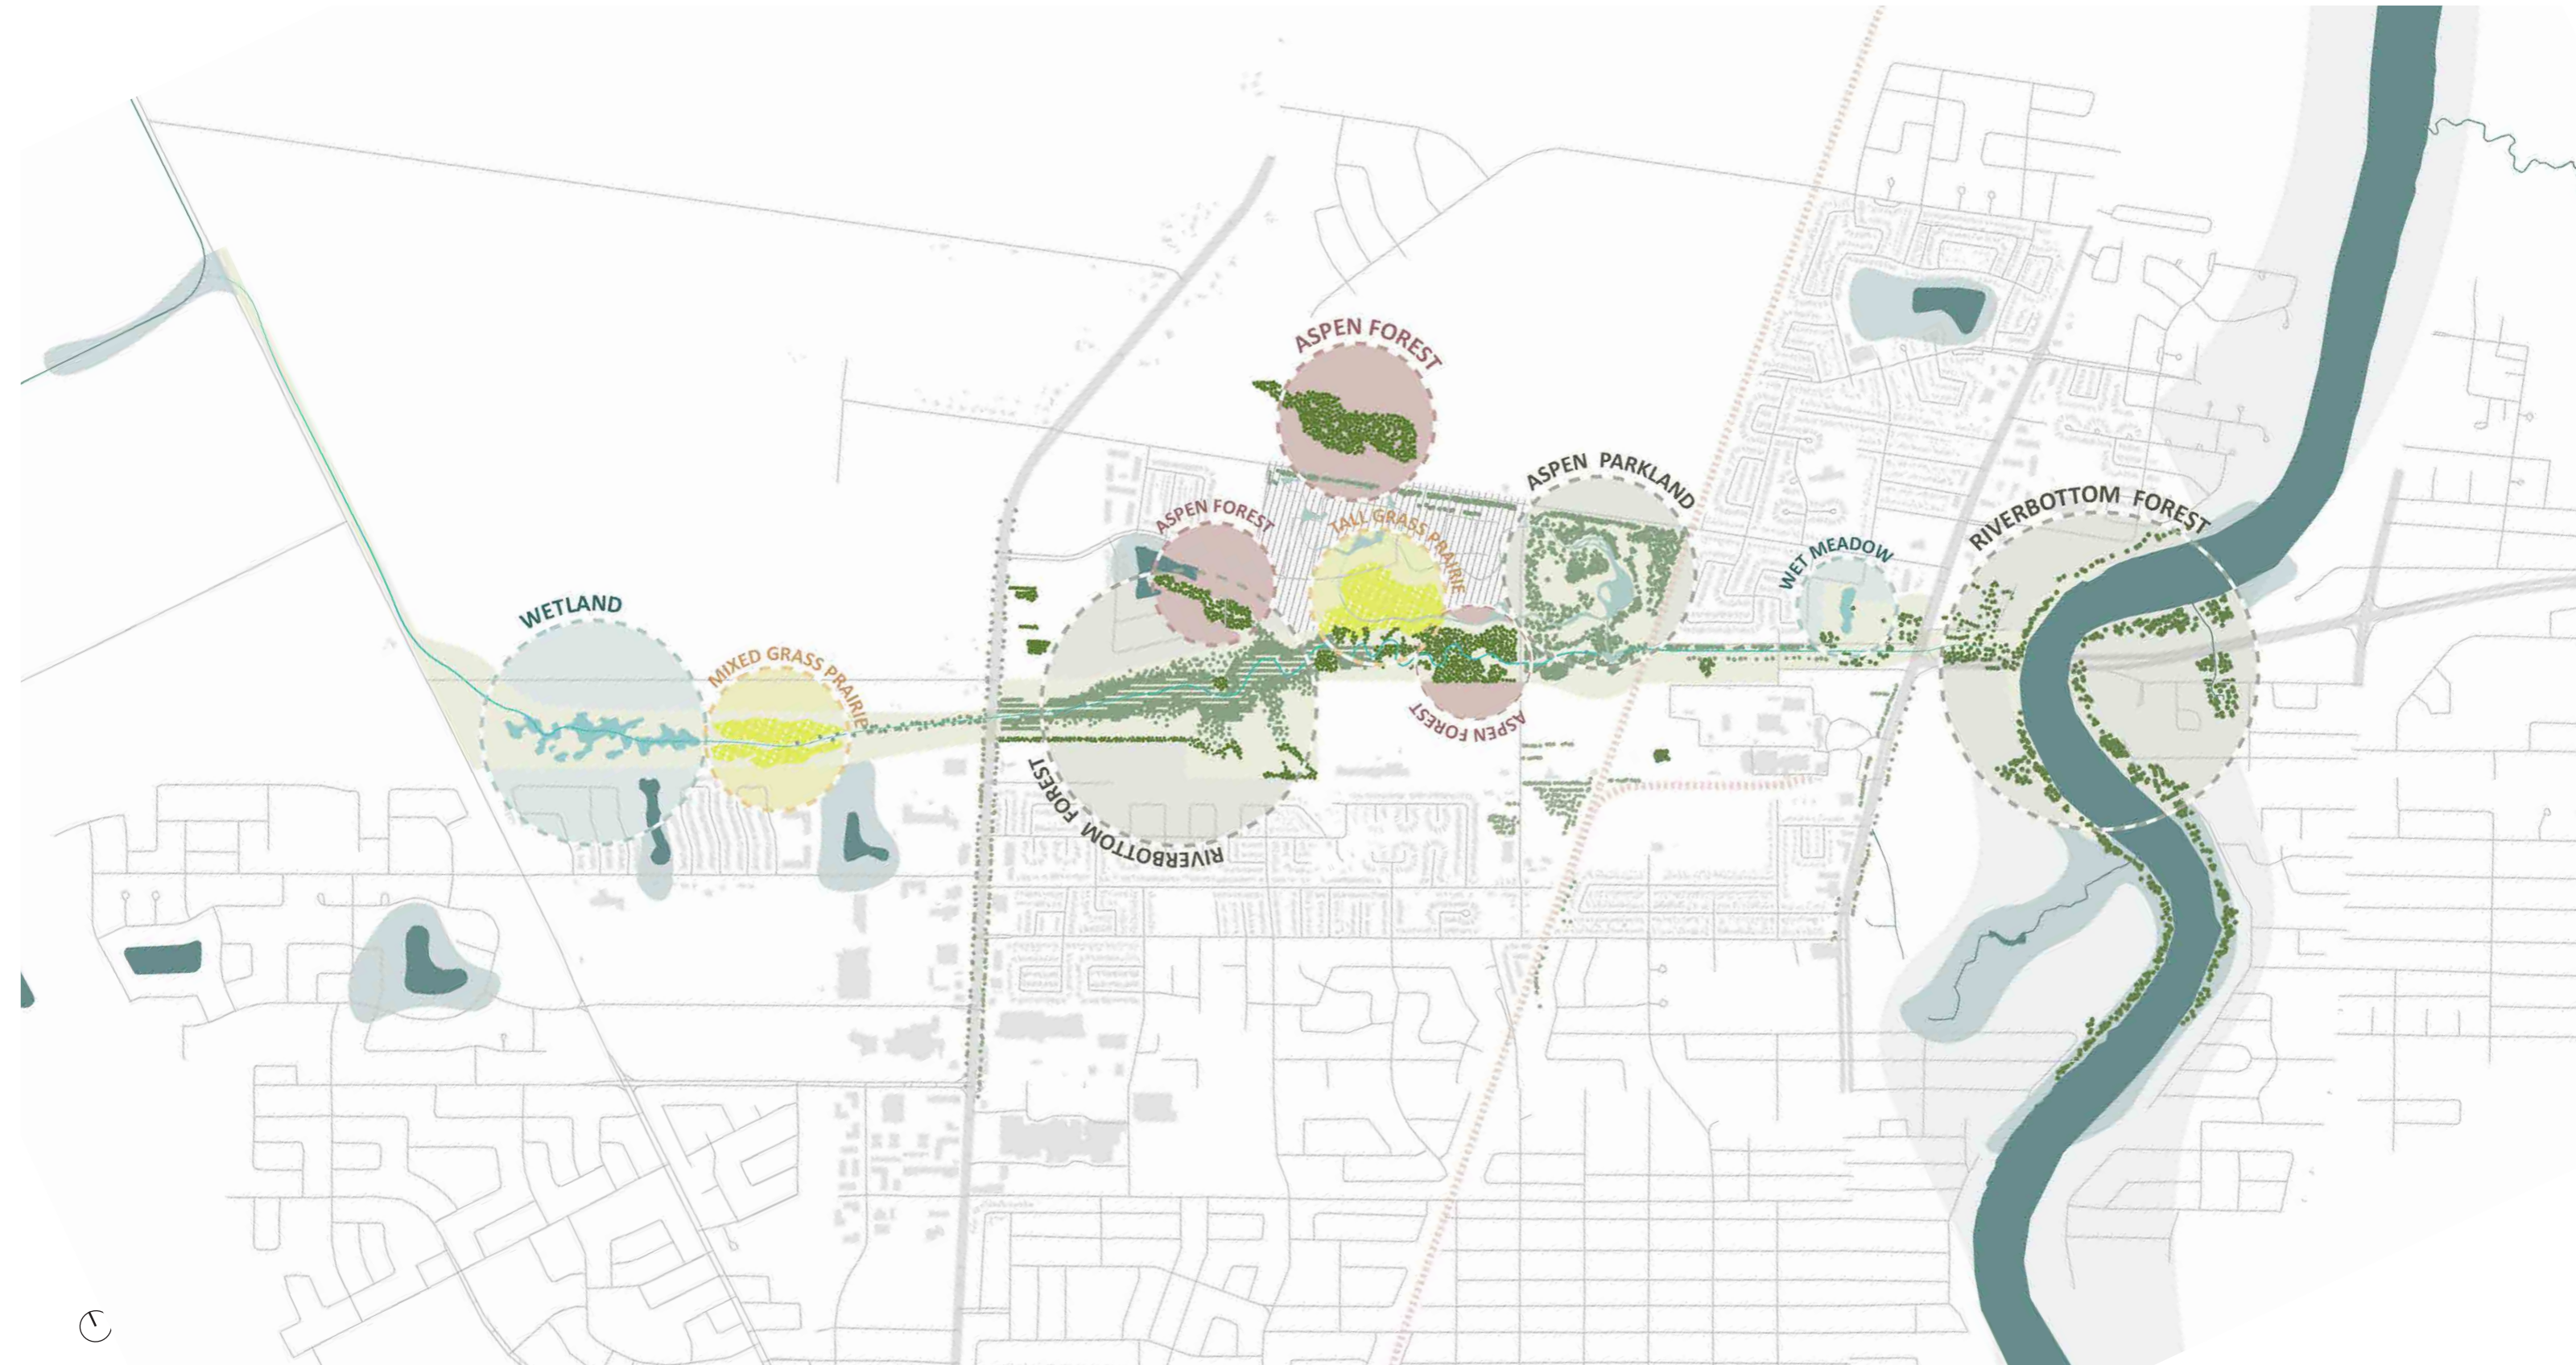 ASPEN FOREST
ASPEN PARKLAND
RIVERBOTTOM FOREST
ASPEN FOREST
TALL GRASS PRAIRIE
WET MEADOW
WETLAND
MIXED GRASS PRAIRIE
ASPEN FOREST
RIVERBOTTOM FOREST